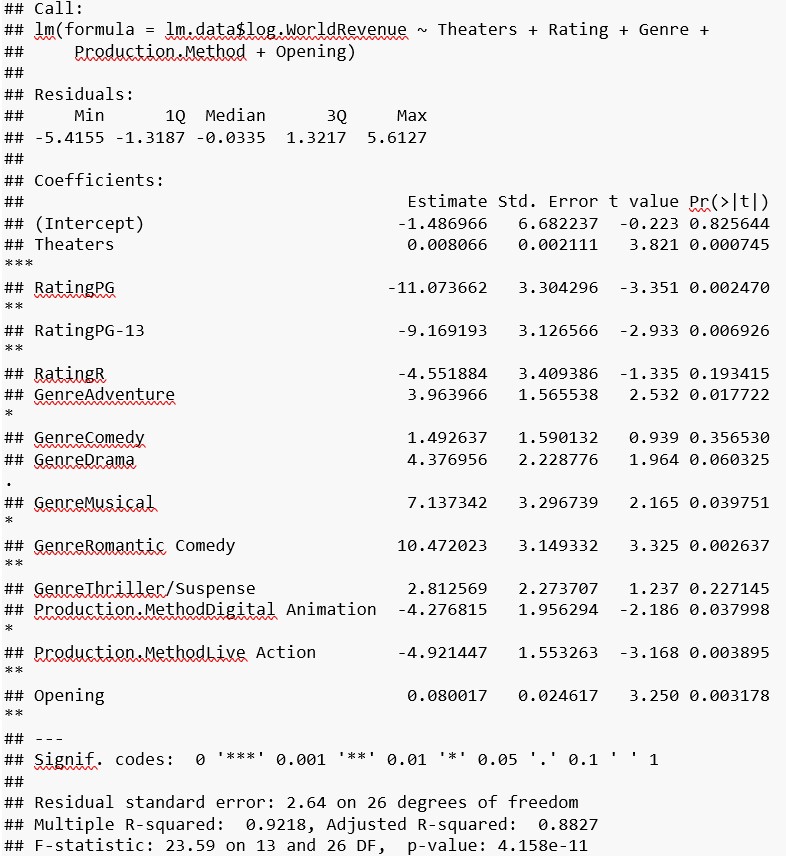 ## Call:
## lm(formula = lm.data$log.WorldRevenue ~ Theaters + Rating + Genre +
##     Production.Method + Opening)
##
## Residuals:
##     Min      1Q  Median      3Q     Max
## -5.4155 -1.3187 -0.0335  1.3217  5.6127
##
## Coefficients:
##                                     Estimate Std. Error t value Pr(>|t|)
## (Intercept)                        -1.486966   6.682237  -0.223 0.825644
## Theaters                            0.008066   0.002111   3.821 0.000745
***
## RatingPG                          -11.073662   3.304296  -3.351 0.002470
**
## RatingPG-13                        -9.169193   3.126566  -2.933 0.006926
**
## RatingR                            -4.551884   3.409386  -1.335 0.193415
## GenreAdventure                      3.963966   1.565538   2.532 0.017722
*
## GenreComedy                         1.492637   1.590132   0.939 0.356530
## GenreDrama                          4.376956   2.228776   1.964 0.060325
.
## GenreMusical                        7.137342   3.296739   2.165 0.039751
*
## GenreRomantic Comedy               10.472023   3.149332   3.325 0.002637
**
## GenreThriller/Suspense              2.812569   2.273707   1.237 0.227145
## Production.MethodDigital Animation -4.276815   1.956294  -2.186 0.037998
*
## Production.MethodLive Action       -4.921447   1.553263  -3.168 0.003895
**
## Opening                             0.080017   0.024617   3.250 0.003178
**
## ---
## Signif. codes:  0 '***' 0.001 '**' 0.01 '*' 0.05 '.' 0.1 ' ' 1
##
## Residual standard error: 2.64 on 26 degrees of freedom
## Multiple R-squared:  0.9218, Adjusted R-squared:  0.8827
## F-statistic: 23.59 on 13 and 26 DF,  p-value: 4.158e-11